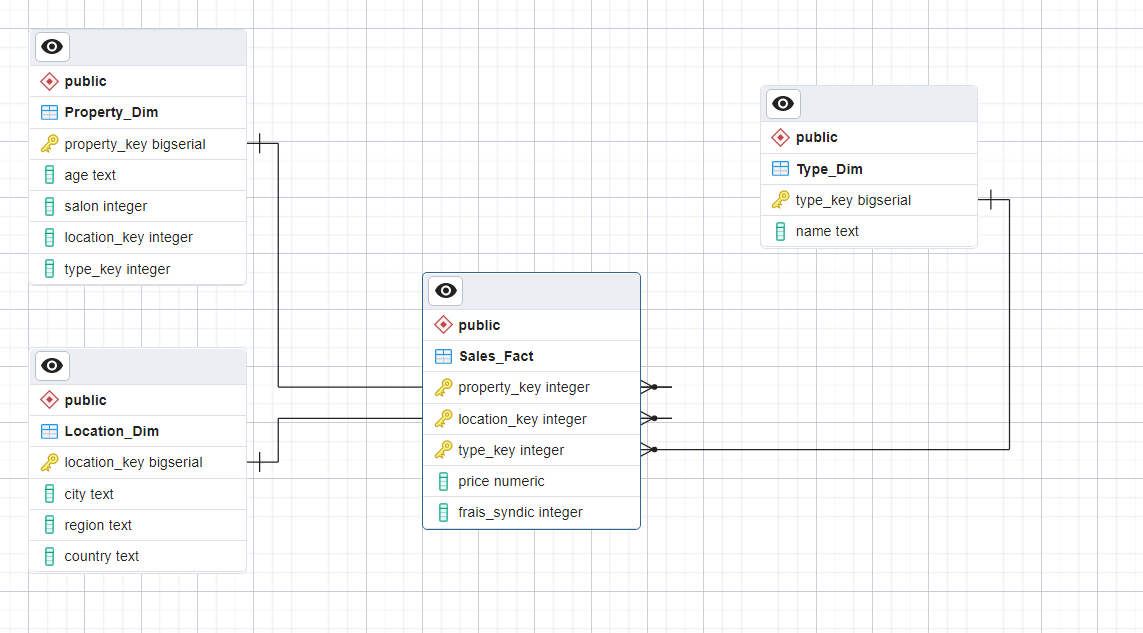 public
Property_Dim
property_key bigserial
age text
salon integer
location_key integer
type_key integer
public
Location_Dim
location_key bigserial
city text
region text
country text
public
Sales_Fact
property_key integer
location_key integer
type_key integer
price numeric
frais_syndic integer
public
Type_Dim
type_key bigserial
name text